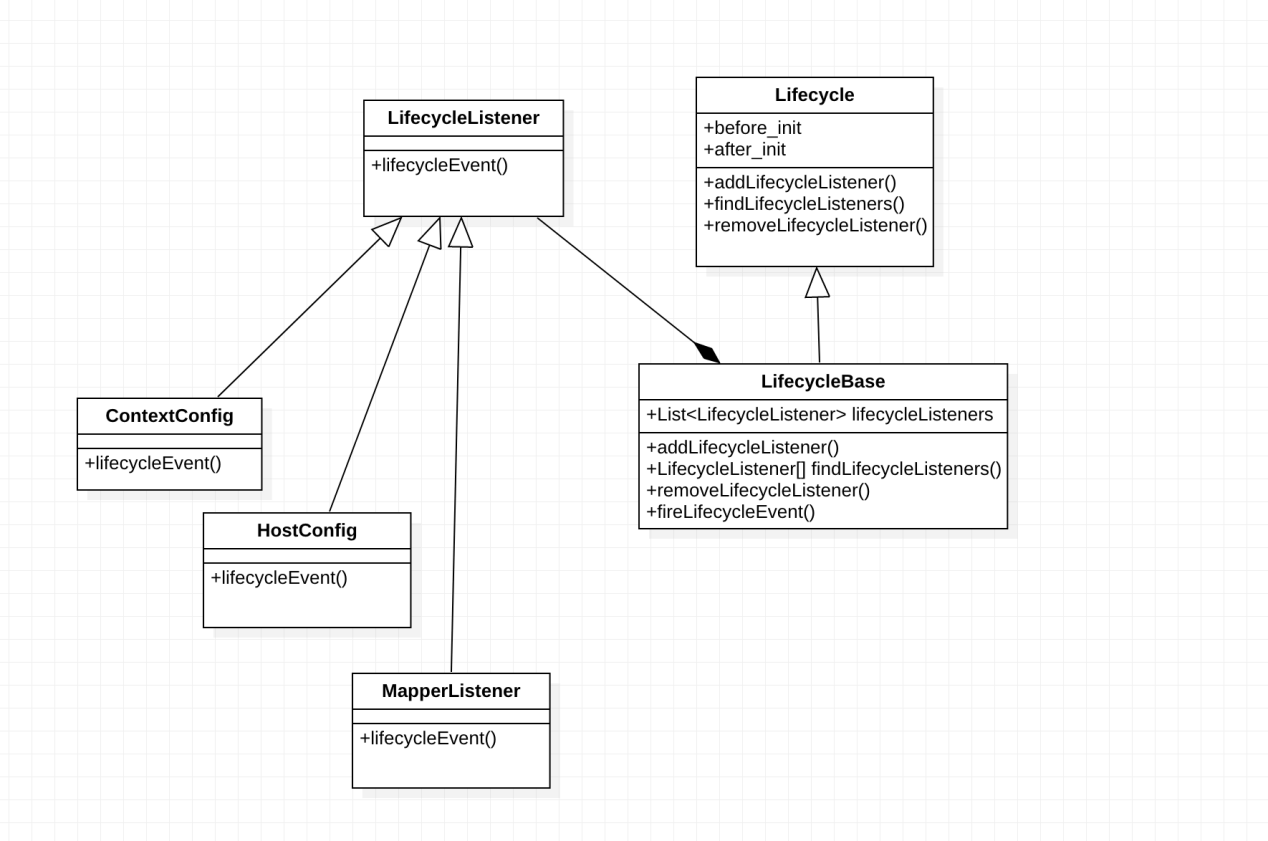 LifecycleListener
+lifecycleEvent()
Lifecycle
+before_init
+after_init
+addLifecycleListener()
+findLifecycleListeners()
+removeLifecycleListener()
LifecycleBase
+List<LifecycleListener> lifecycleListeners
+addLifecycleListener()
+LifecycleListener[] findLifecycleListeners()
+removeLifecycleListener()
+fireLifecycleEvent()
ContextConfig
+lifecycleEvent()
HostConfig
+lifecycleEvent()
MapperListener
+lifecycleEvent()